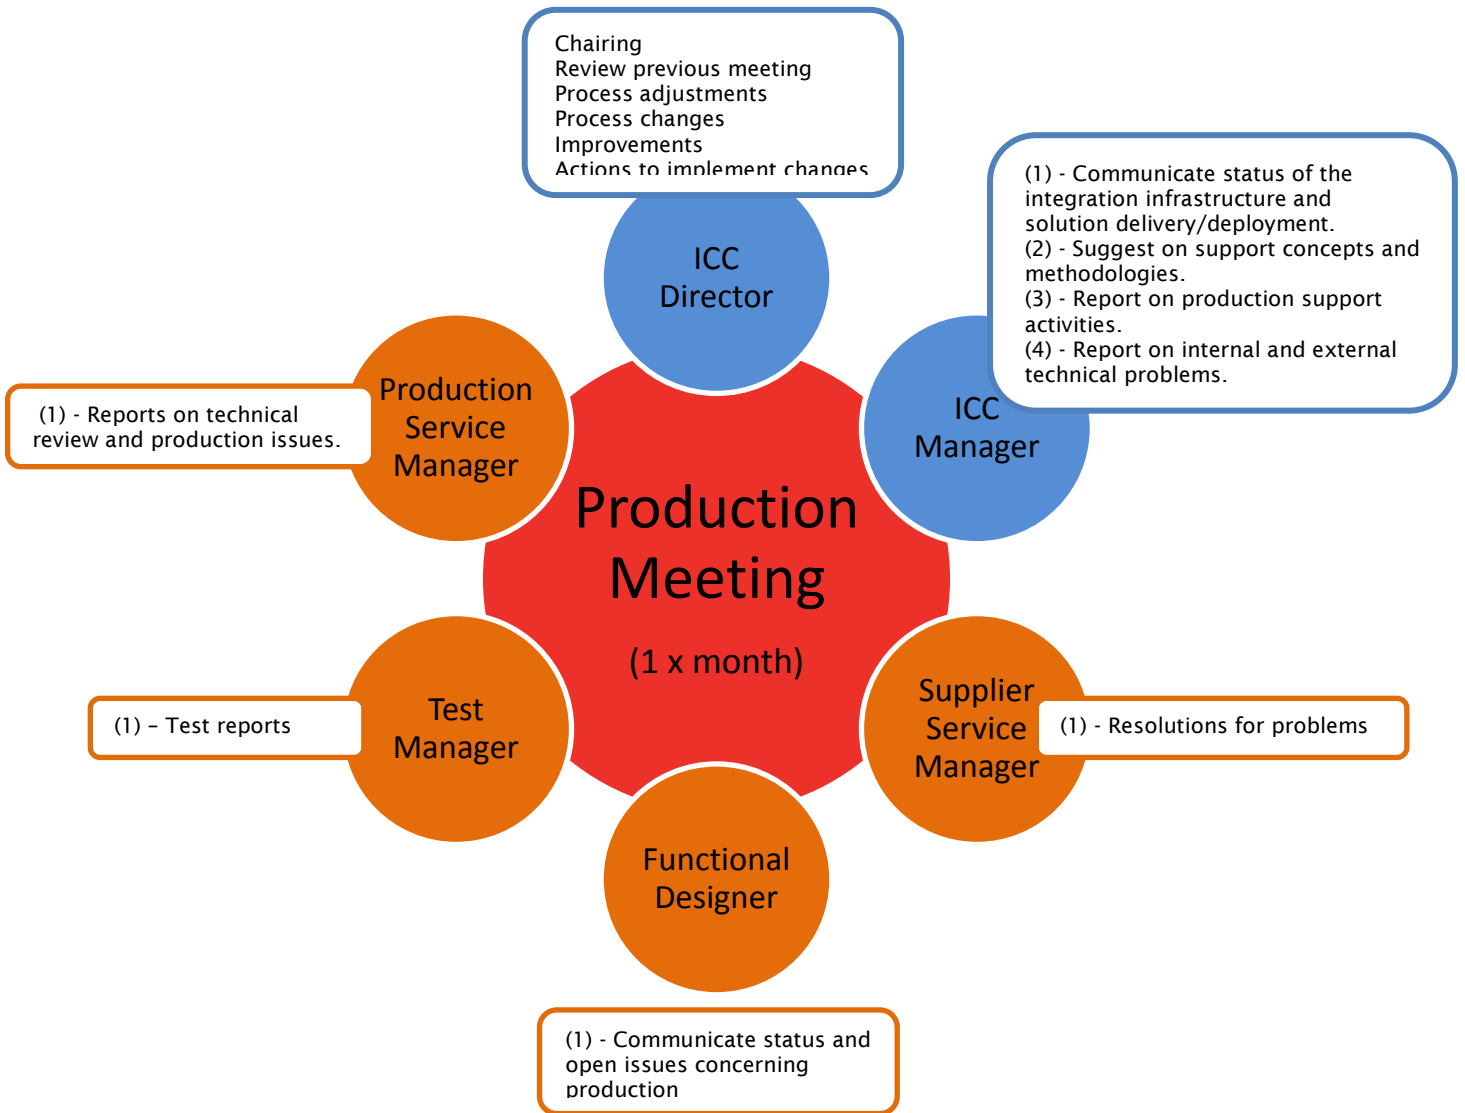 Chairing
Review previous meeting
Process adjustments
Process changes
Improvements
Actions to implement changes
(1) - Communicate status of the
integration infrastructure and
solution delivery/deployment.
(2) - Suggest on support concepts and
methodologies.
(3) - Report on production support
activities.
(4) - Report on internal and external
technical problems.
ICC
Director
ICC
Manager
Production
Service
Manager
(1) - Reports on technical
review and production issues.
Production
Meeting
(1 x month)
Supplier
Service
Manager
(1) - Resolutions for problems
Test
Manager
(1) – Test reports
Functional
Designer
(1) - Communicate status and
open issues concerning
production